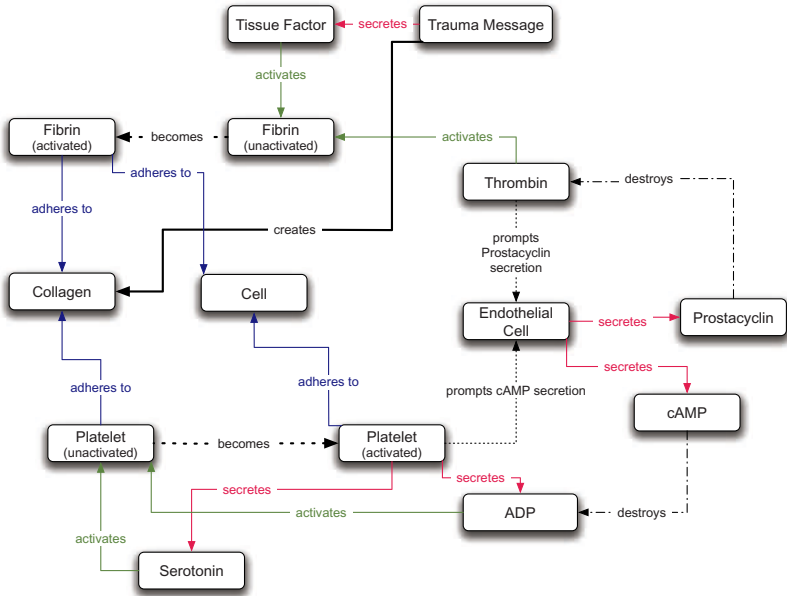 Tissue Factor
secretes
Trauma Message
activates
Fibrin
(activated)
becomes
Fibrin
(unactivated)
activates
adheres to
Thrombin
destroys
adheres to
creates
prompts
Prostacyclin
secretion
Collagen
Cell
Endothelial
Cell
secretes
Prostacyclin
secretes
adheres to
adheres to
prompts cAMP secretion
cAMP
Platelet
(unactivated)
becomes
Platelet
(activated)
secretes
secretes
activates
ADP
destroys
activates
Serotonin